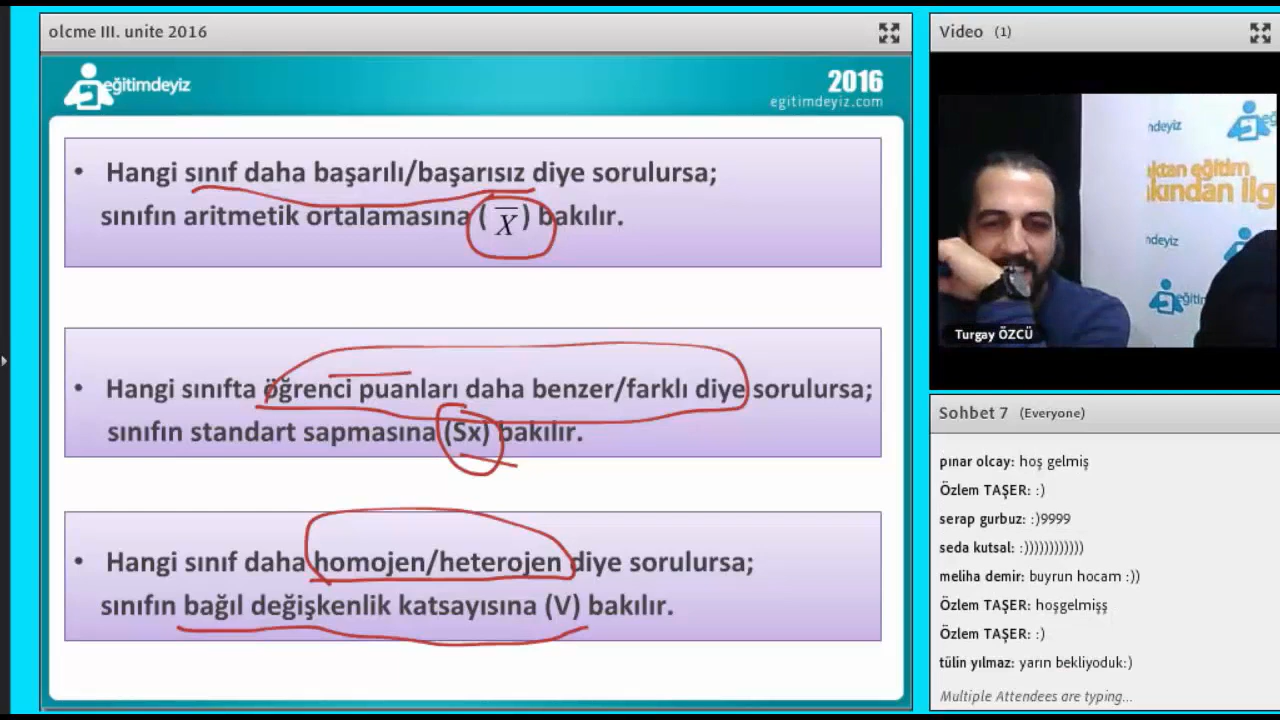 olcme III. unite 2016
eğitimdeyiz
2016
egitimdeyiz.com
• Hangi sınıf daha başarılı/başarısız diye sorulursa;
sınıfın aritmetik ortalamasına ( X̅ ) bakılır.
• Hangi sınıfta öğrenci puanları daha benzer/farklı diye sorulursa;
sınıfın standart sapmasına (Sx) bakılır.
• Hangi sınıf daha homojen/heterojen diye sorulursa;
sınıfın bağıl değişkenlik katsayısına (V) bakılır.
Video (1)
ndeyiz
eğitim
ndeyiz
Turgay ÖZCÜ
Sohbet 7 (Everyone)
pınar olcay: hoş gelmiş
Özlem TAŞER: :)
serap gurbuz: :)9999
seda kutsal: :))))))))))))
meliha demir: buyrun hocam :))
Özlem TAŞER: hoşgelmişş
Özlem TAŞER: :)
tülin yılmaz: yarın bekliyoduk:)
Multiple Attendees are typing...